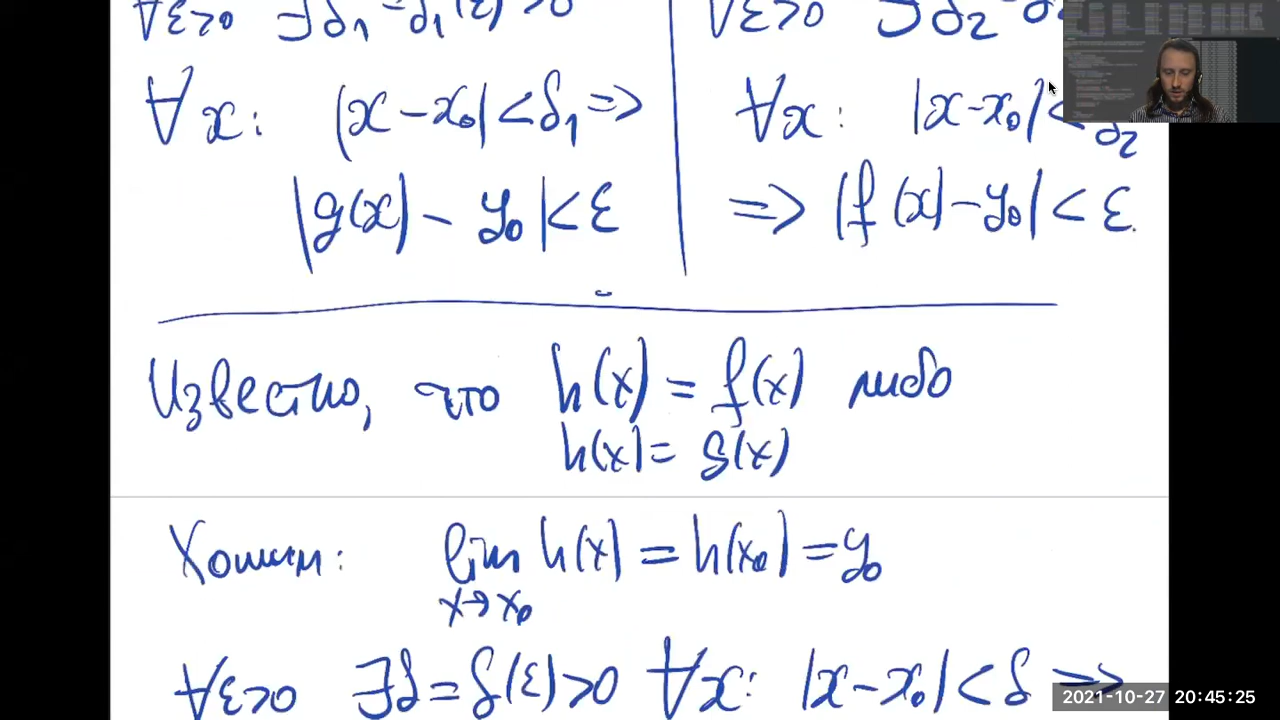 ∀ε>0 ∃δ₁=δ₁(ε)>0
∀x: |x-x₀|<δ₁ =>
|g(x)-y₀|<ε
∀ε>0 ∃δ₂
∀x: |x-x₀|<δ₂
=> |f(x)-y₀|<ε.
Известно, что h(x)=f(x) либо
h(x)=g(x)
Хотим: lim h(x)=h(x₀)=y₀
x→x₀
∀ε>0 ∃δ=δ(ε)>0 ∀x: |x-x₀|<δ =>
2021-10-27 20:45:25